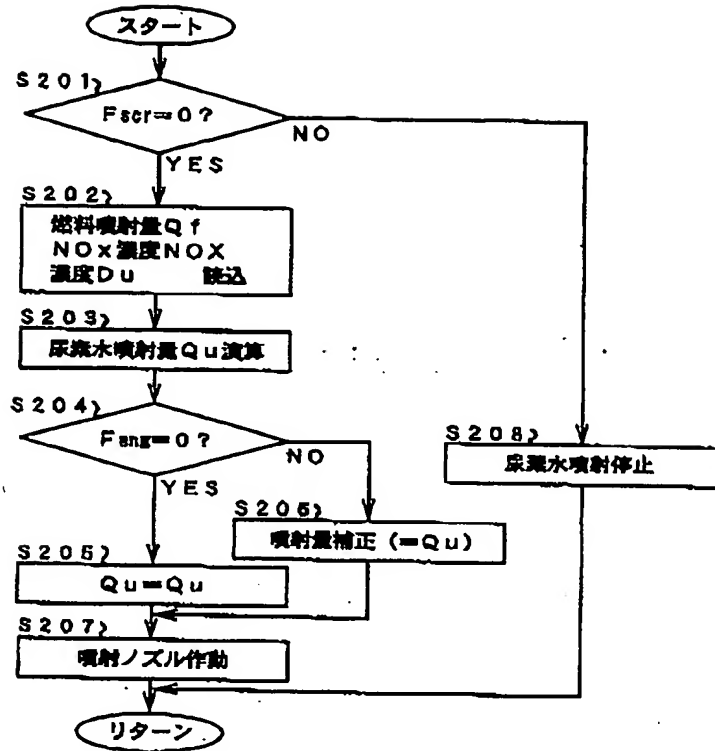 スタート
S201
Fscr=0?
NO
YES
S202
燃料噴射量Qf
NOx濃度NOX
濃度Du 読込
S203
尿素水噴射量Qu演算
S204
Feng=0?
NO
YES
S208
尿素水噴射停止
S206
噴射量補正(=Qu)
S205
Qu=Qu
S207
噴射ノズル作動
リターン